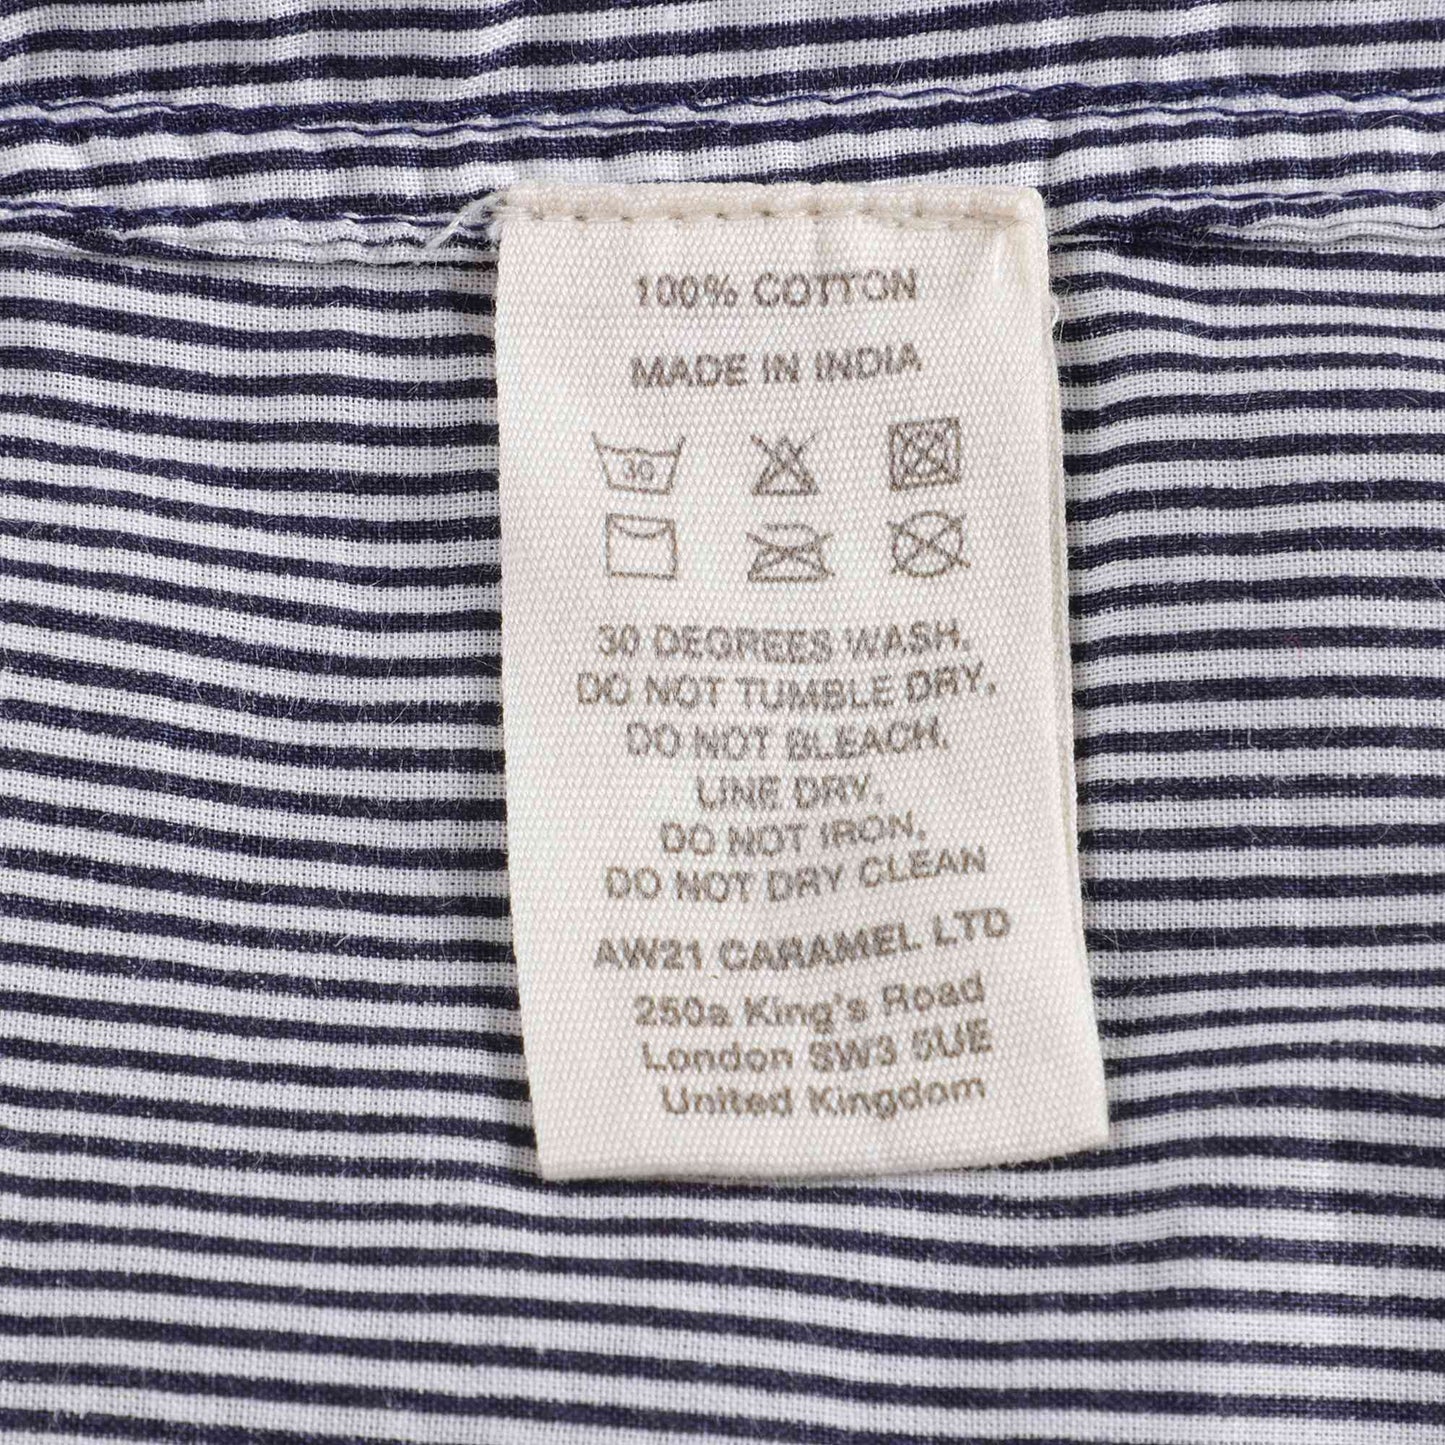 100% COTTON
MADE IN INDIA
30
30 DEGREES WASH,
DO NOT TUMBLE DRY,
DO NOT BLEACH,
LINE DRY,
DO NOT IRON,
DO NOT DRY CLEAN
AW21 CARAMEL LTD
250a King's Road
London SW3 5UE
United Kingdom